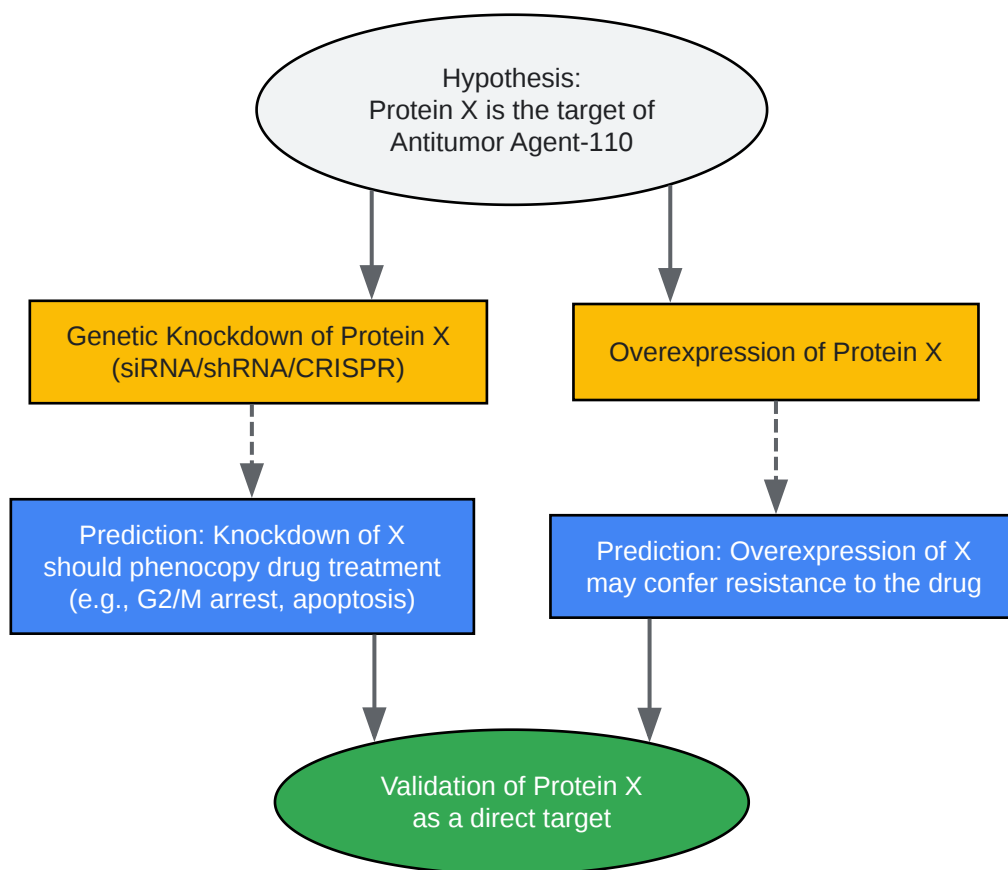 Hypothesis:
Protein X is the target of
Antitumor Agent-110
Genetic Knockdown of Protein X
(siRNA/shRNA/CRISPR)
Overexpression of Protein X
Prediction: Knockdown of X
should phenocopy drug treatment
(e.g., G2/M arrest, apoptosis)
Prediction: Overexpression of X
may confer resistance to the drug
Validation of Protein X
as a direct target